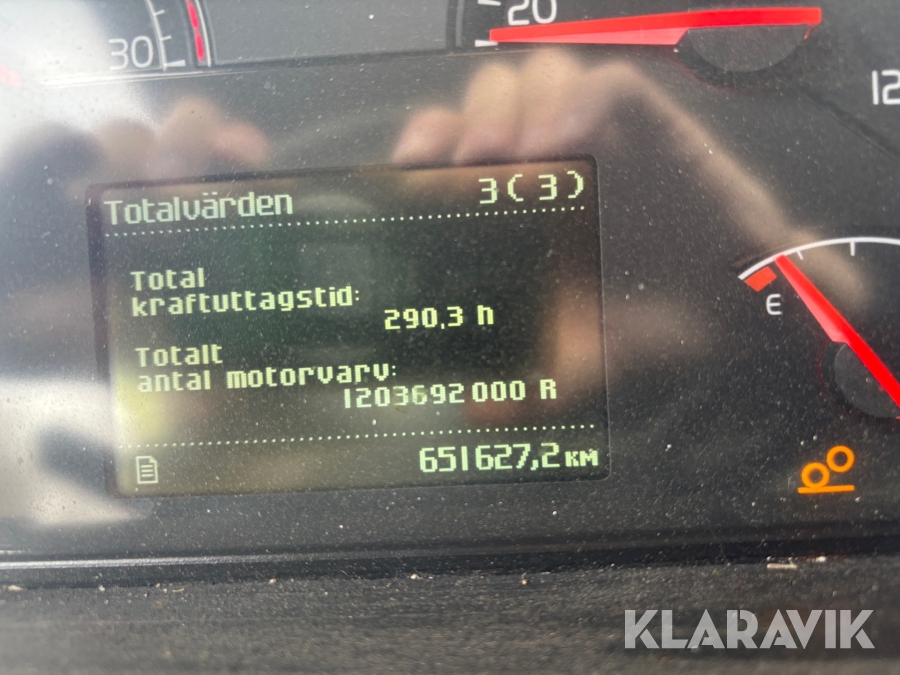 30
20
12
Totalvärden 3(3)
Total
kraftuttagstid:
290,3 h
Totalt
antal motorvarv:
1203692000 R
651627,2 KM
E
KLARAVIK